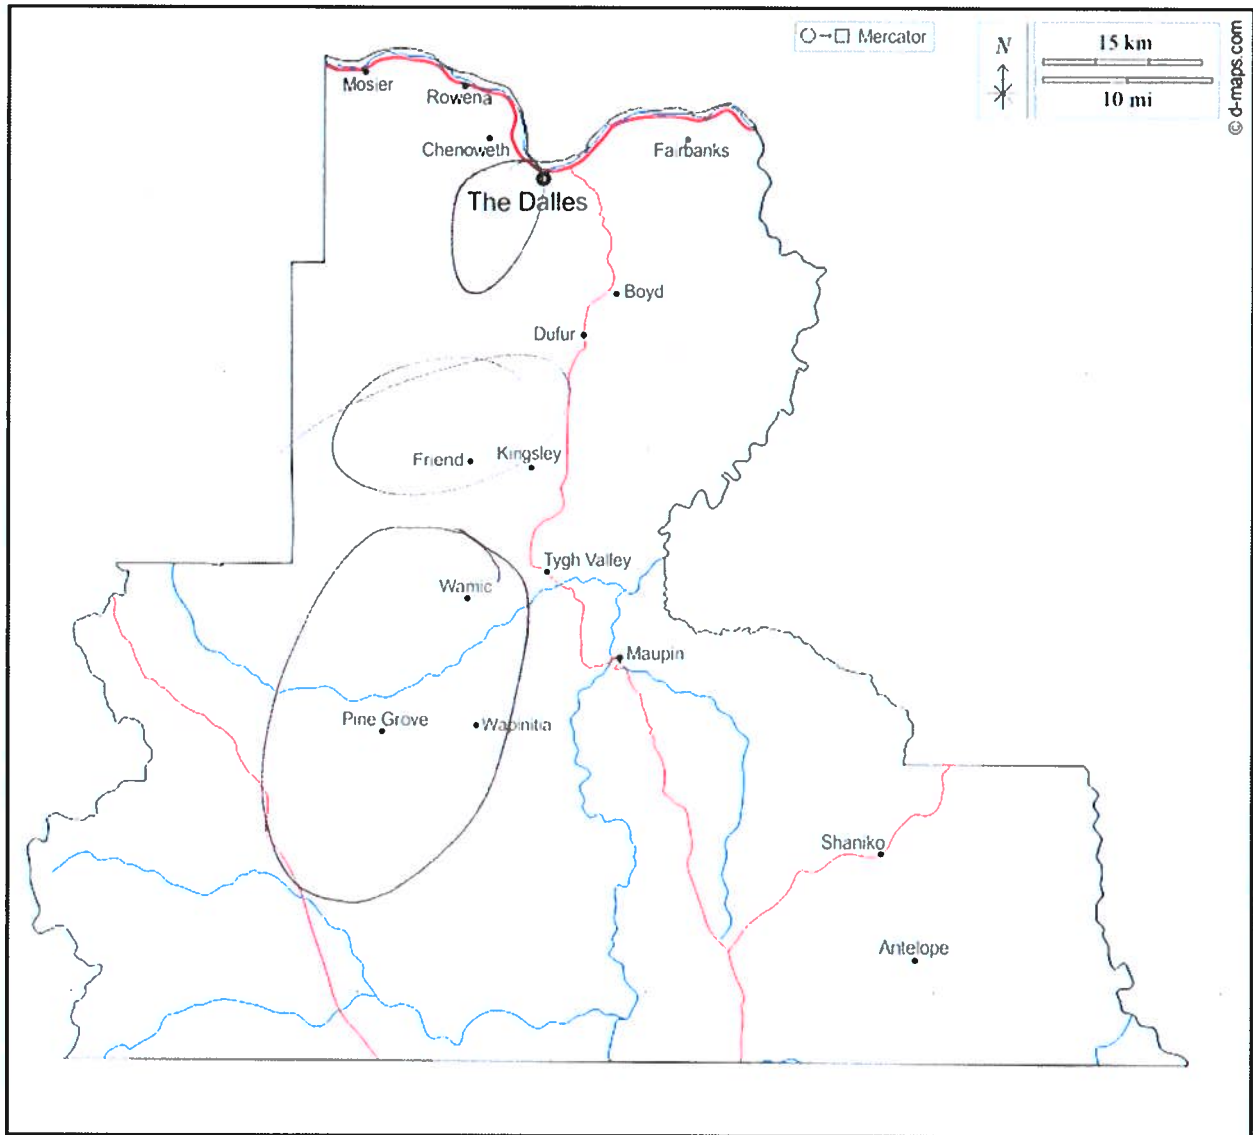 Mercator
N
15 km
10 mi
© d-maps.com
Mosier
Rowena
Chenoweth
Fairbanks
The Dalles
Boyd
Dufur
Friend
Kingsley
Tygh Valley
Wamic
Maupin
Pine Grove
Wapinitia
Shaniko
Antelope